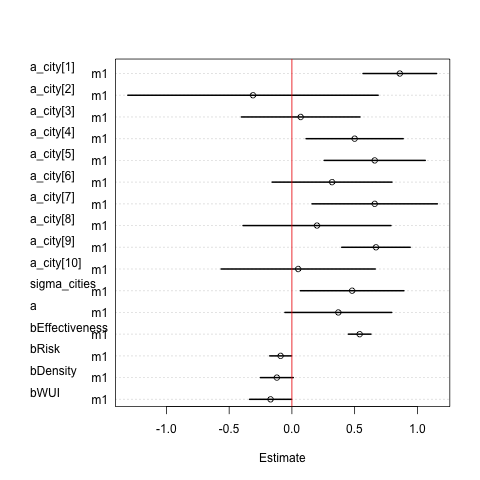 a_city[1]
m1
a_city[2]
m1
a_city[3]
m1
a_city[4]
m1
a_city[5]
m1
a_city[6]
m1
a_city[7]
m1
a_city[8]
m1
a_city[9]
m1
a_city[10]
m1
sigma_cities
m1
a
m1
bEffectiveness
m1
bRisk
m1
bDensity
m1
bWUI
m1
-1.0 -0.5 0.0 0.5 1.0
Estimate